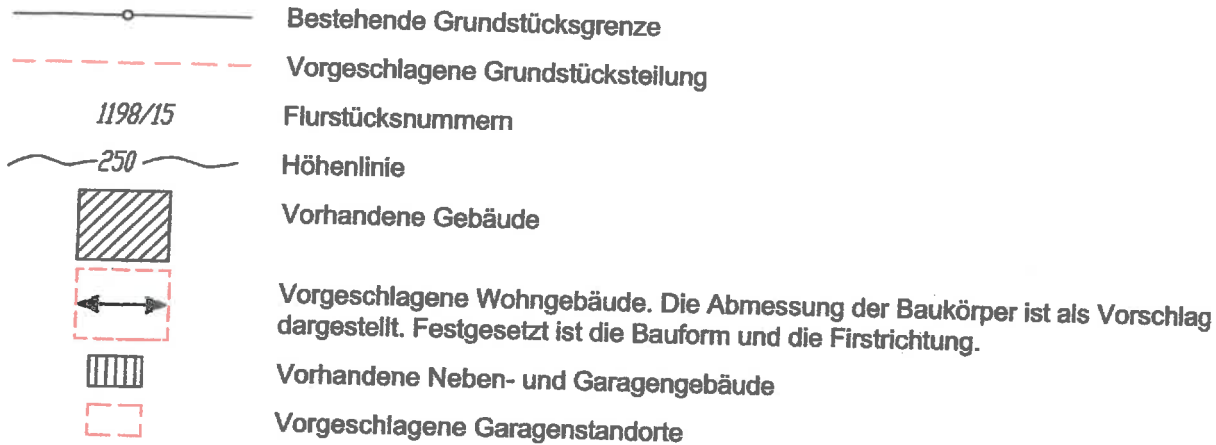 Bestehende Grundstücksgrenze
Vorgeschlagene Grundstücksteilung
1198/15 Flurstücksnummern
250 Höhenlinie
Vorhandene Gebäude
Vorgeschlagene Wohngebäude. Die Abmessung der Baukörper ist als Vorschlag
dargestellt. Festgesetzt ist die Bauform und die Firstrichtung.
Vorhandene Neben- und Garagengebäude
Vorgeschlagene Garagenstandorte